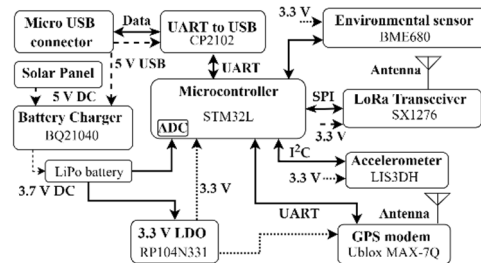 Micro USB
connector
Data
UART to USB
CP2102
3.3 V
Environmental sensor
BME680
5 V USB
UART
Antenna
Solar Panel
5 V DC
Microcontroller
STM32L
ADC
SPI
3.3 V
LoRa Transceiver
SX1276
Battery Charger
BQ21040
I2C
Accelerometer
LIS3DH
3.3 V
LiPo battery
3.7 V DC
3.3 V
UART
Antenna
3.3 V LDO
RP104N331
GPS modem
Ublox MAX-7Q